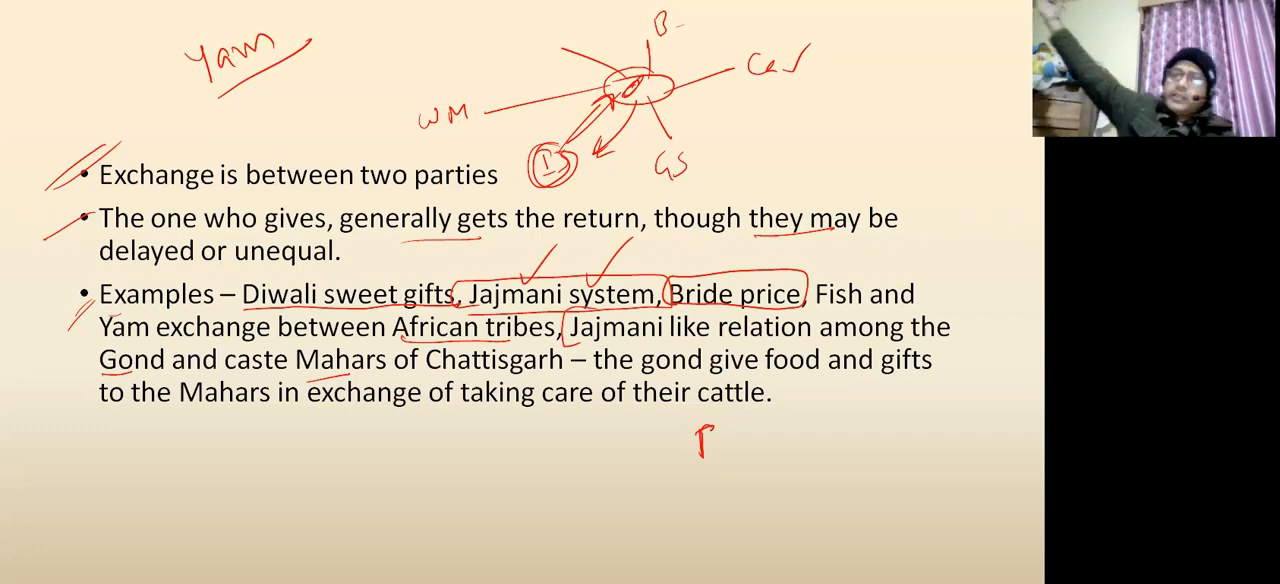 Yam
B
Car
WM
GS
• Exchange is between two parties
• The one who gives, generally gets the return, though they may be
delayed or unequal.
• Examples – Diwali sweet gifts, Jajmani system, Bride price, Fish and
Yam exchange between African tribes, Jajmani like relation among the
Gond and caste Mahars of Chattisgarh – the gond give food and gifts
to the Mahars in exchange of taking care of their cattle.